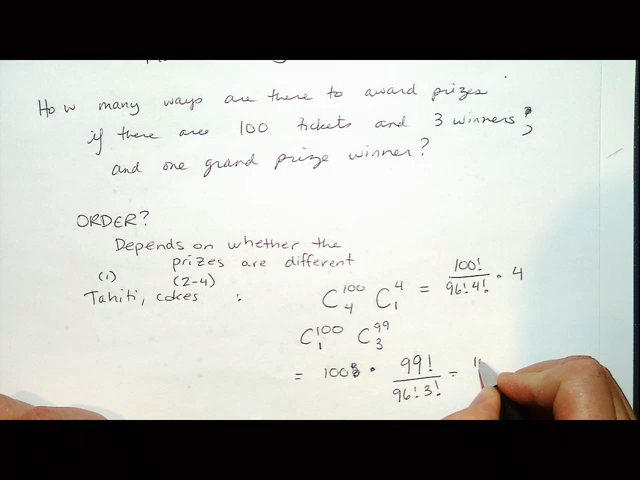 How many ways are there to award prizes
if there are 100 tickets and 3 winners,
and one grand prize winner?
ORDER?
Depends on whether the
prizes are different
(1) (2-4)
Tahiti, cokes : C^100_4 C^4_1 = 100!/(96! 4!) · 4
C^100_1 C^99_3
= 100 · 99!/(96! 3!) =